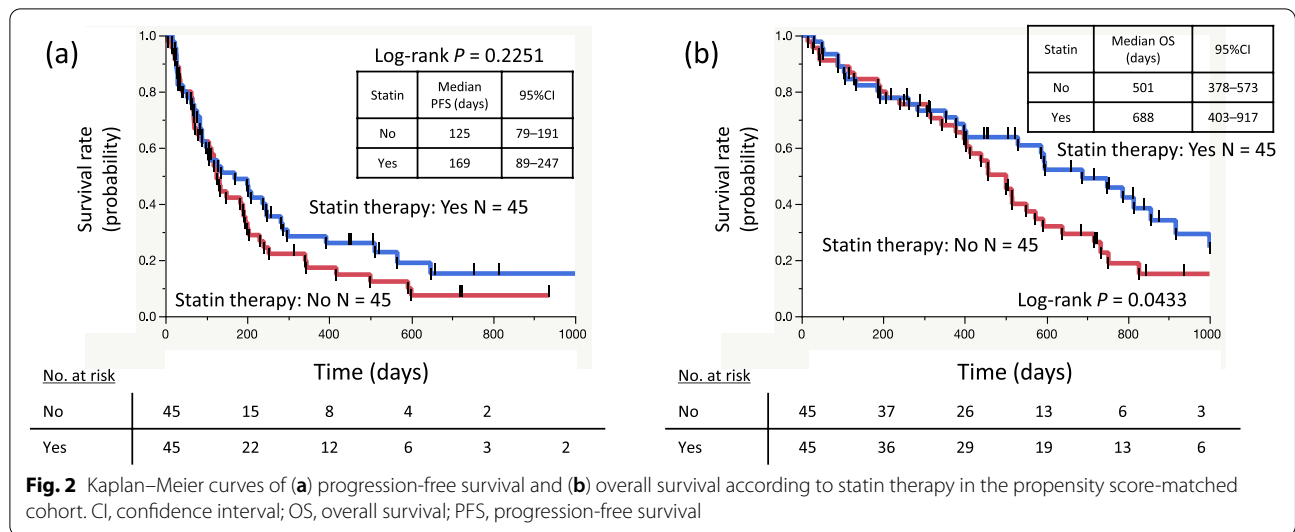 (a)
Log-rank P = 0.2251
Statin Median PFS (days) 95%CI
No 125 79–191
Yes 169 89–247
Survival rate (probability)
1.0
0.8
0.6
0.4
0.2
0.0
Statin therapy: Yes N = 45
Statin therapy: No N = 45
0 200 400 600 800 1000
Time (days)
No. at risk
No 45 15 8 4 2
Yes 45 22 12 6 3 2
(b)
Statin Median OS (days) 95%CI
No 501 378–573
Yes 688 403–917
Survival rate (probability)
1.0
0.8
0.6
0.4
0.2
0.0
Statin therapy: Yes N = 45
Statin therapy: No N = 45
Log-rank P = 0.0433
0 200 400 600 800 1000
Time (days)
No 45 37 26 13 6 3
Yes 45 36 29 19 13 6
Fig. 2 Kaplan–Meier curves of (a) progression-free survival and (b) overall survival according to statin therapy in the propensity score-matched
cohort. CI, confidence interval; OS, overall survival; PFS, progression-free survival